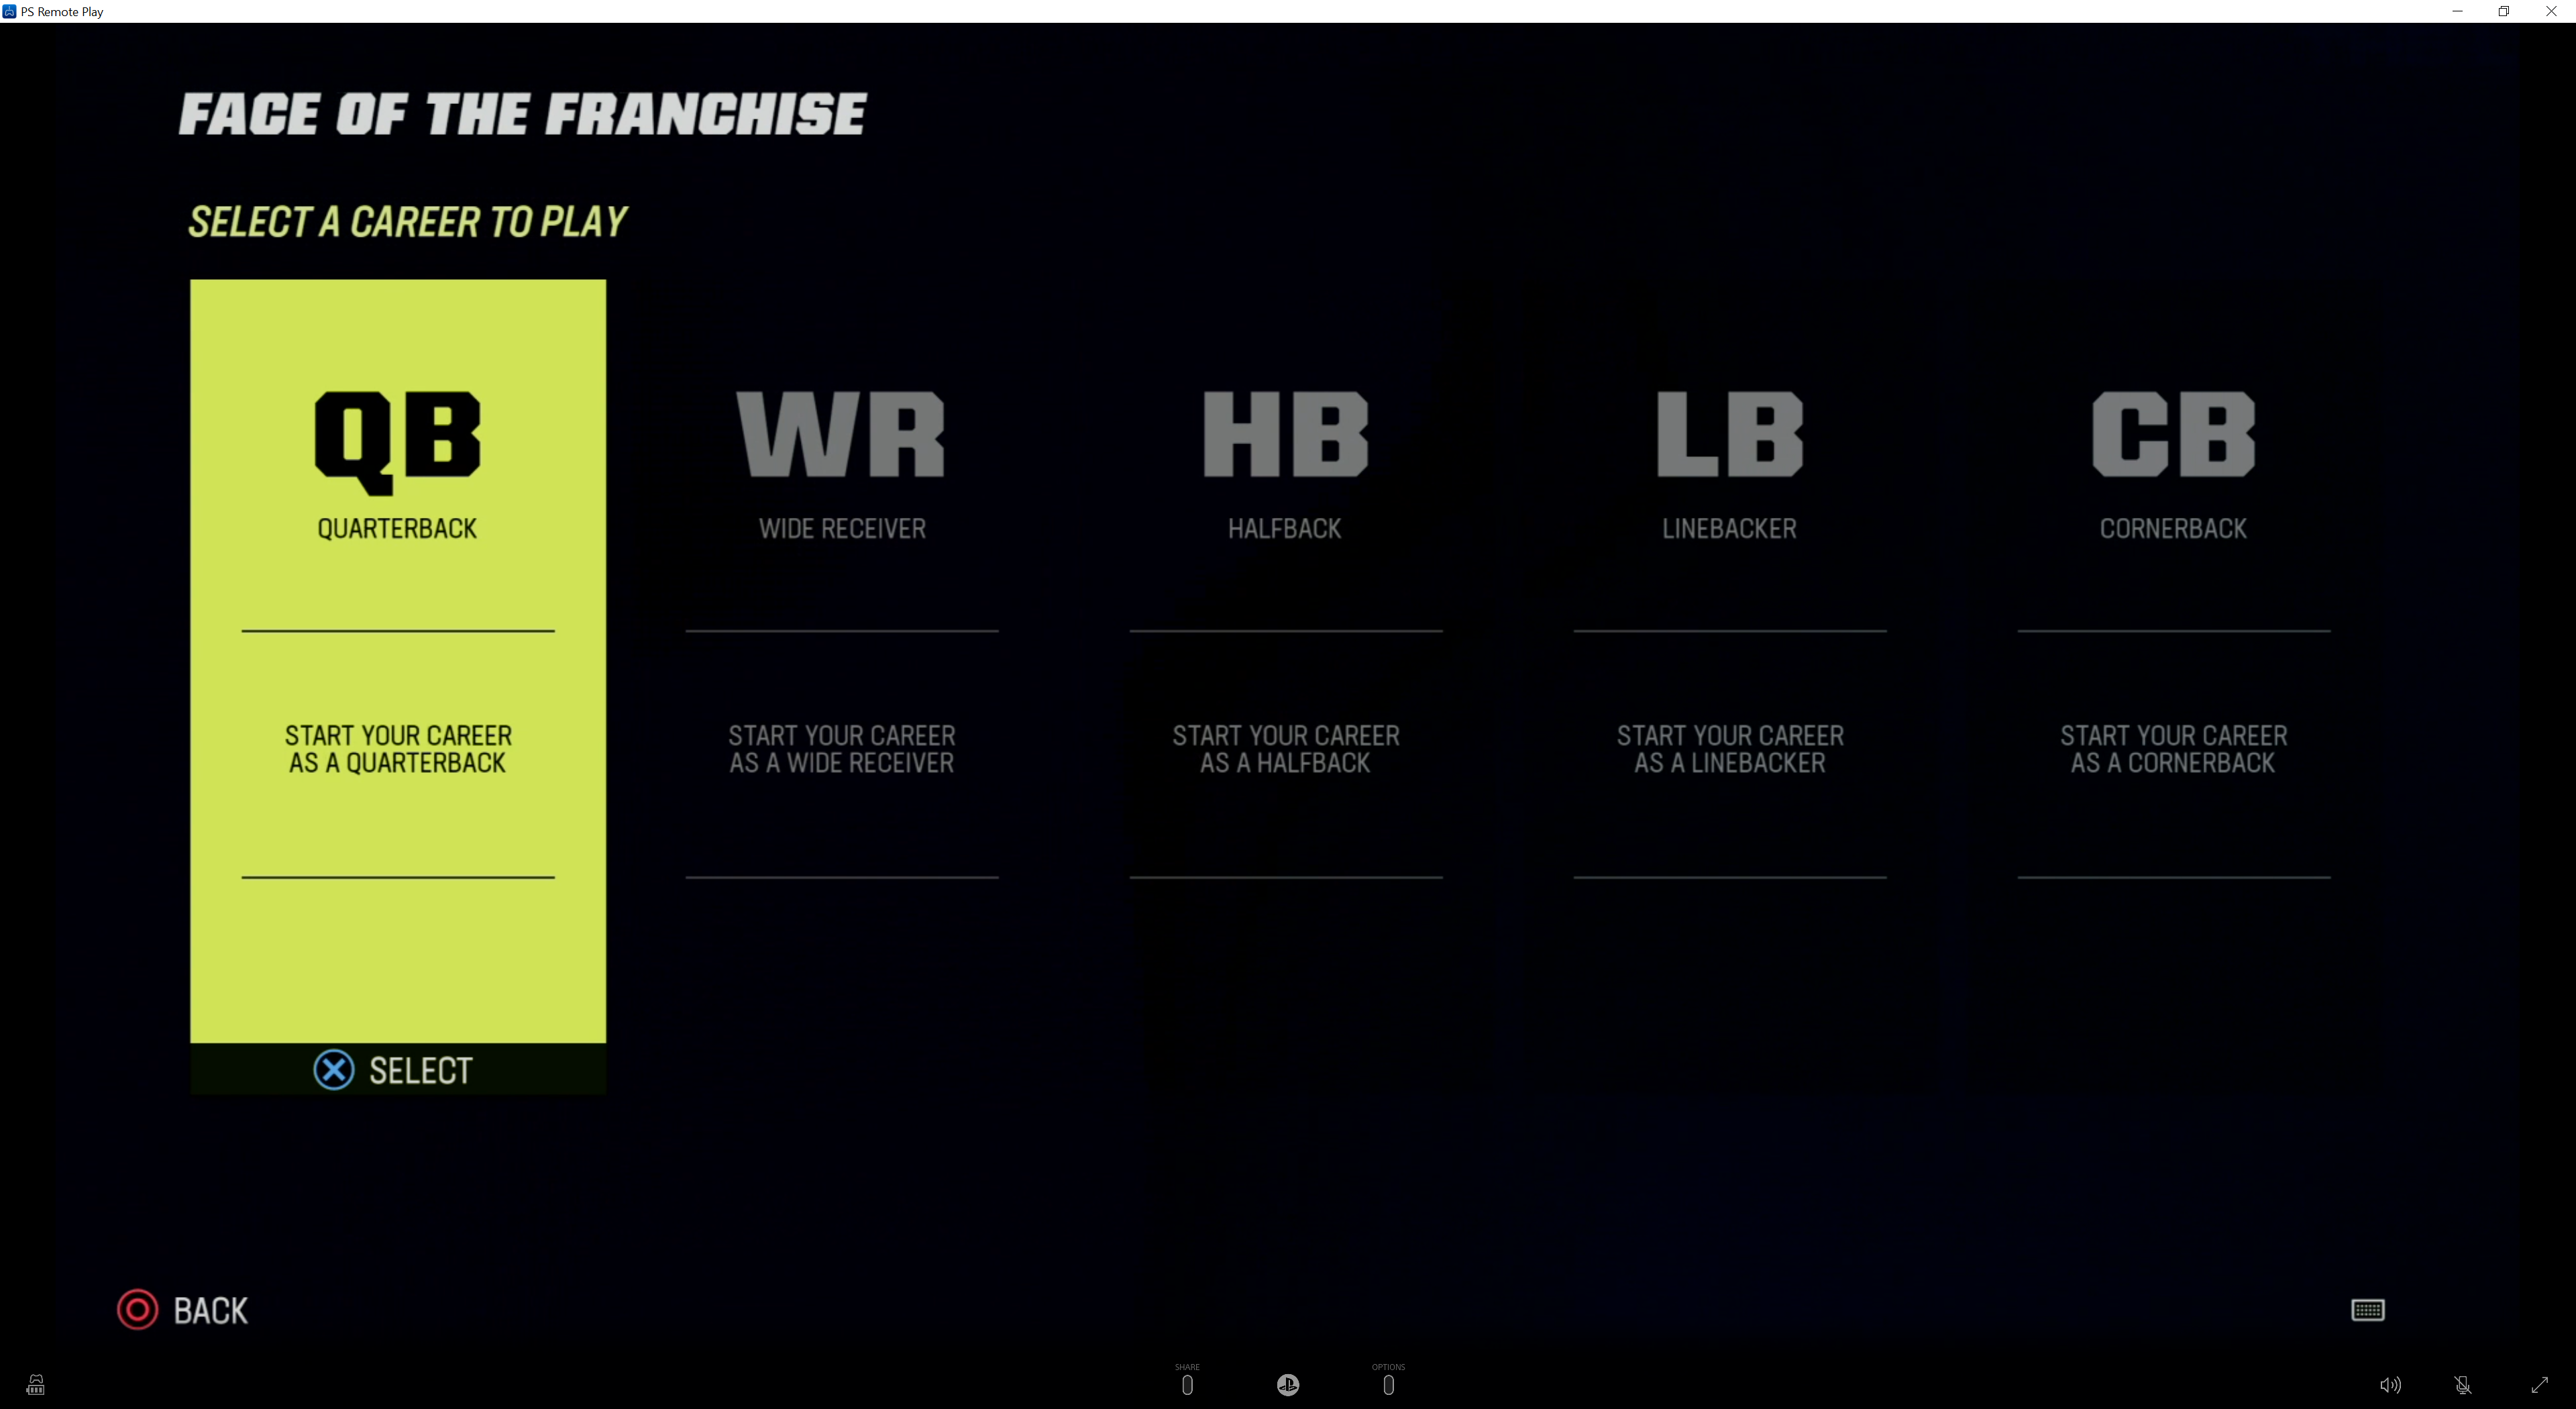 PS Remote Play
FACE OF THE FRANCHISE
SELECT A CAREER TO PLAY
QB
QUARTERBACK
START YOUR CAREER
AS A QUARTERBACK
SELECT
WR
WIDE RECEIVER
START YOUR CAREER
AS A WIDE RECEIVER
HB
HALFBACK
START YOUR CAREER
AS A HALFBACK
LB
LINEBACKER
START YOUR CAREER
AS A LINEBACKER
CB
CORNERBACK
START YOUR CAREER
AS A CORNERBACK
BACK
SHARE
OPTIONS